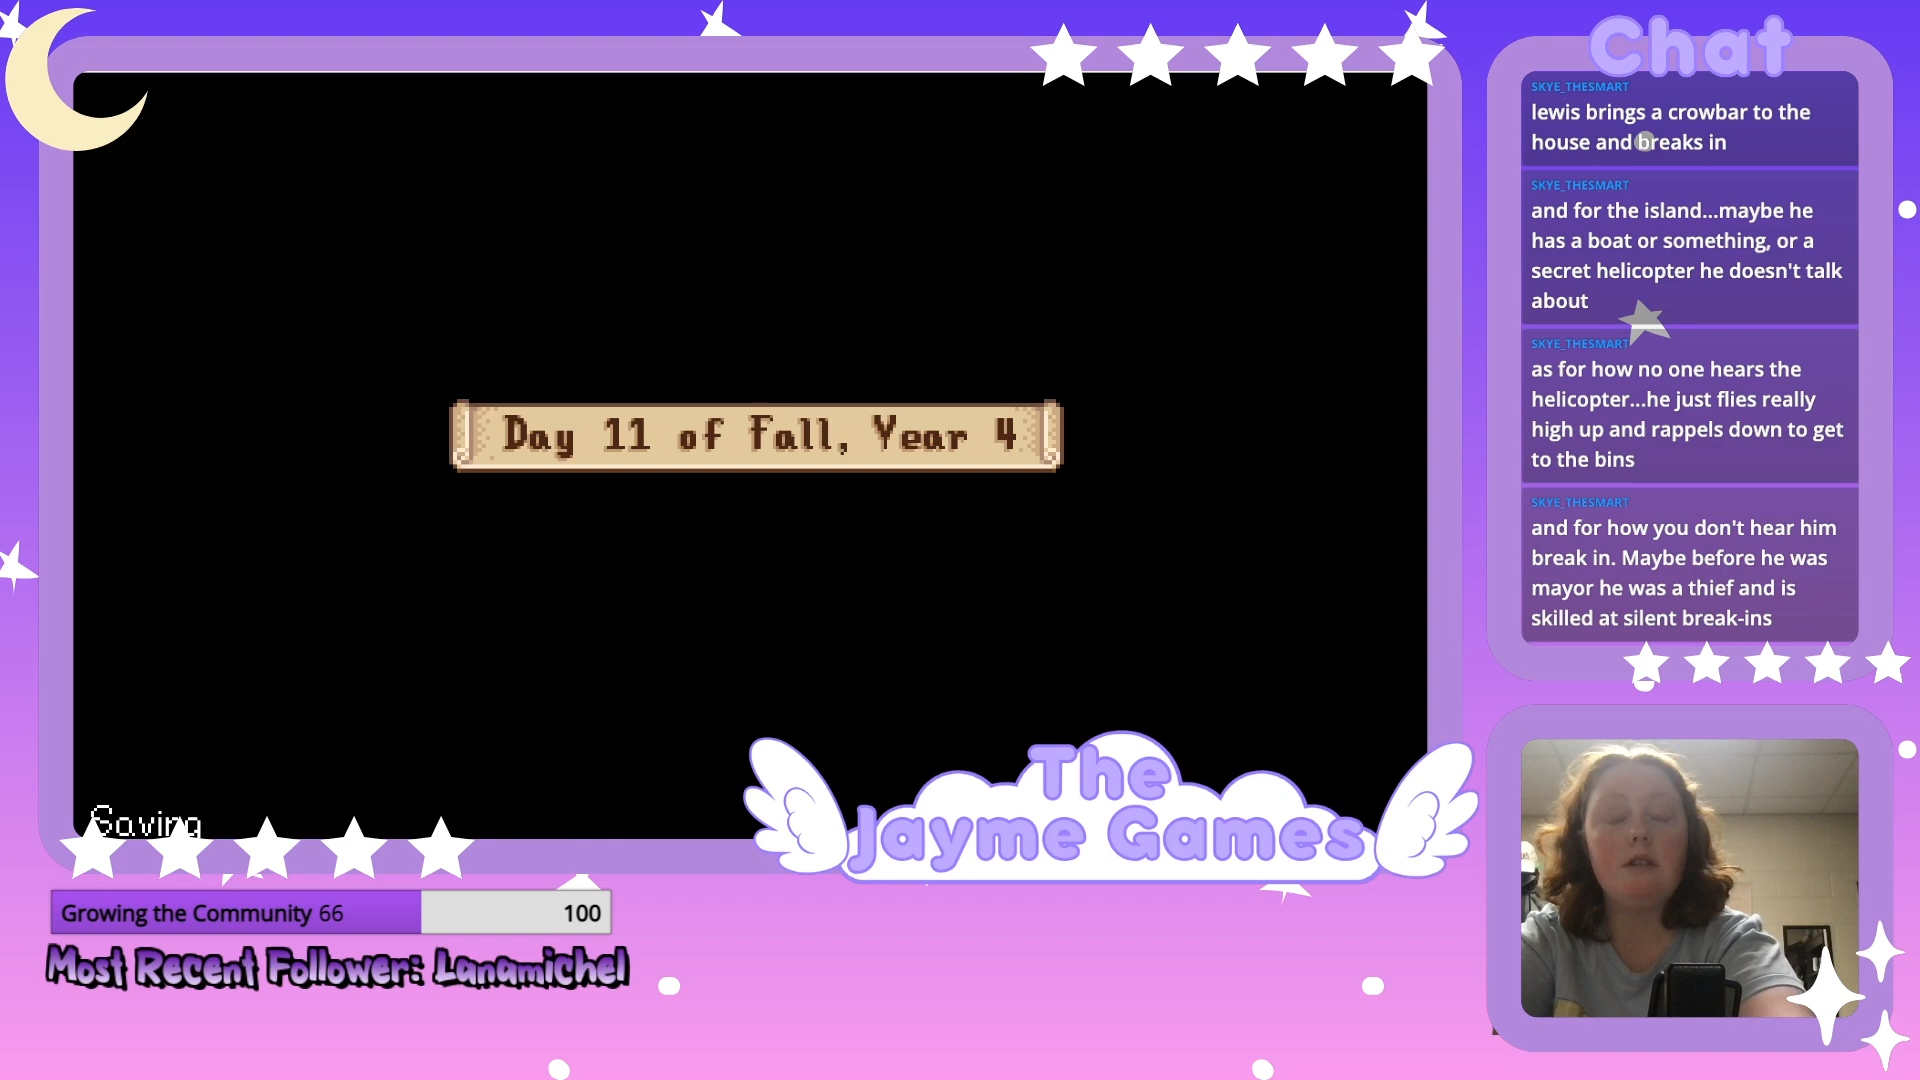 Chat
SKYE_THESMART
lewis brings a crowbar to the
house and breaks in
SKYE_THESMART
and for the island...maybe he
has a boat or something, or a
secret helicopter he doesn't talk
about
SKYE_THESMART
as for how no one hears the
helicopter...he just flies really
high up and rappels down to get
to the bins
SKYE_THESMART
and for how you don't hear him
break in. Maybe before he was
mayor he was a thief and is
skilled at silent break-ins
Day 11 of Fall, Year 4
Saving
The
Jayme Games
Growing the Community 66
100
Most Recent Follower: Lanamichel